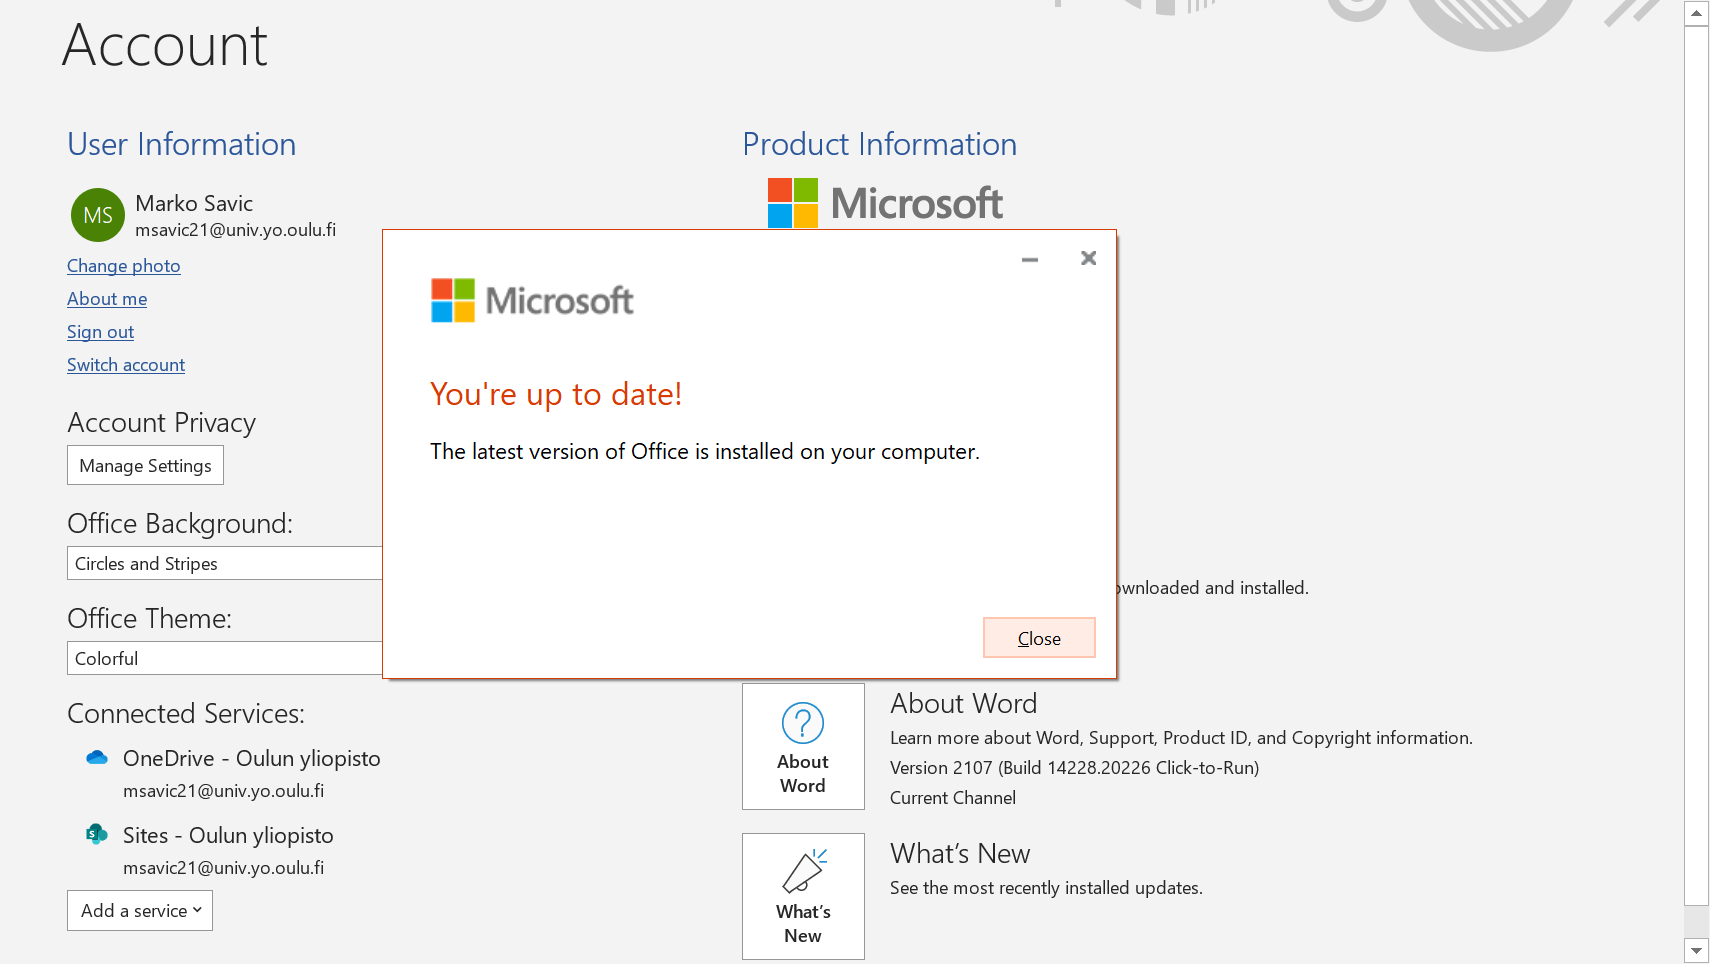 Account
User Information
MS
Marko Savic
msavic21@univ.yo.oulu.fi
Change photo
About me
Sign out
Switch account
Account Privacy
Manage Settings
Office Background:
Circles and Stripes
Office Theme:
Colorful
Connected Services:
OneDrive - Oulun yliopisto
msavic21@univ.yo.oulu.fi
S
Sites - Oulun yliopisto
msavic21@univ.yo.oulu.fi
Add a service
Product Information
Microsoft
Microsoft
You're up to date!
The latest version of Office is installed on your computer.
Close
and installed.
?
About
Word
About Word
Learn more about Word, Support, Product ID, and Copyright information.
Version 2107 (Build 14228.20226 Click-to-Run)
Current Channel
What's
New
What's New
See the most recently installed updates.